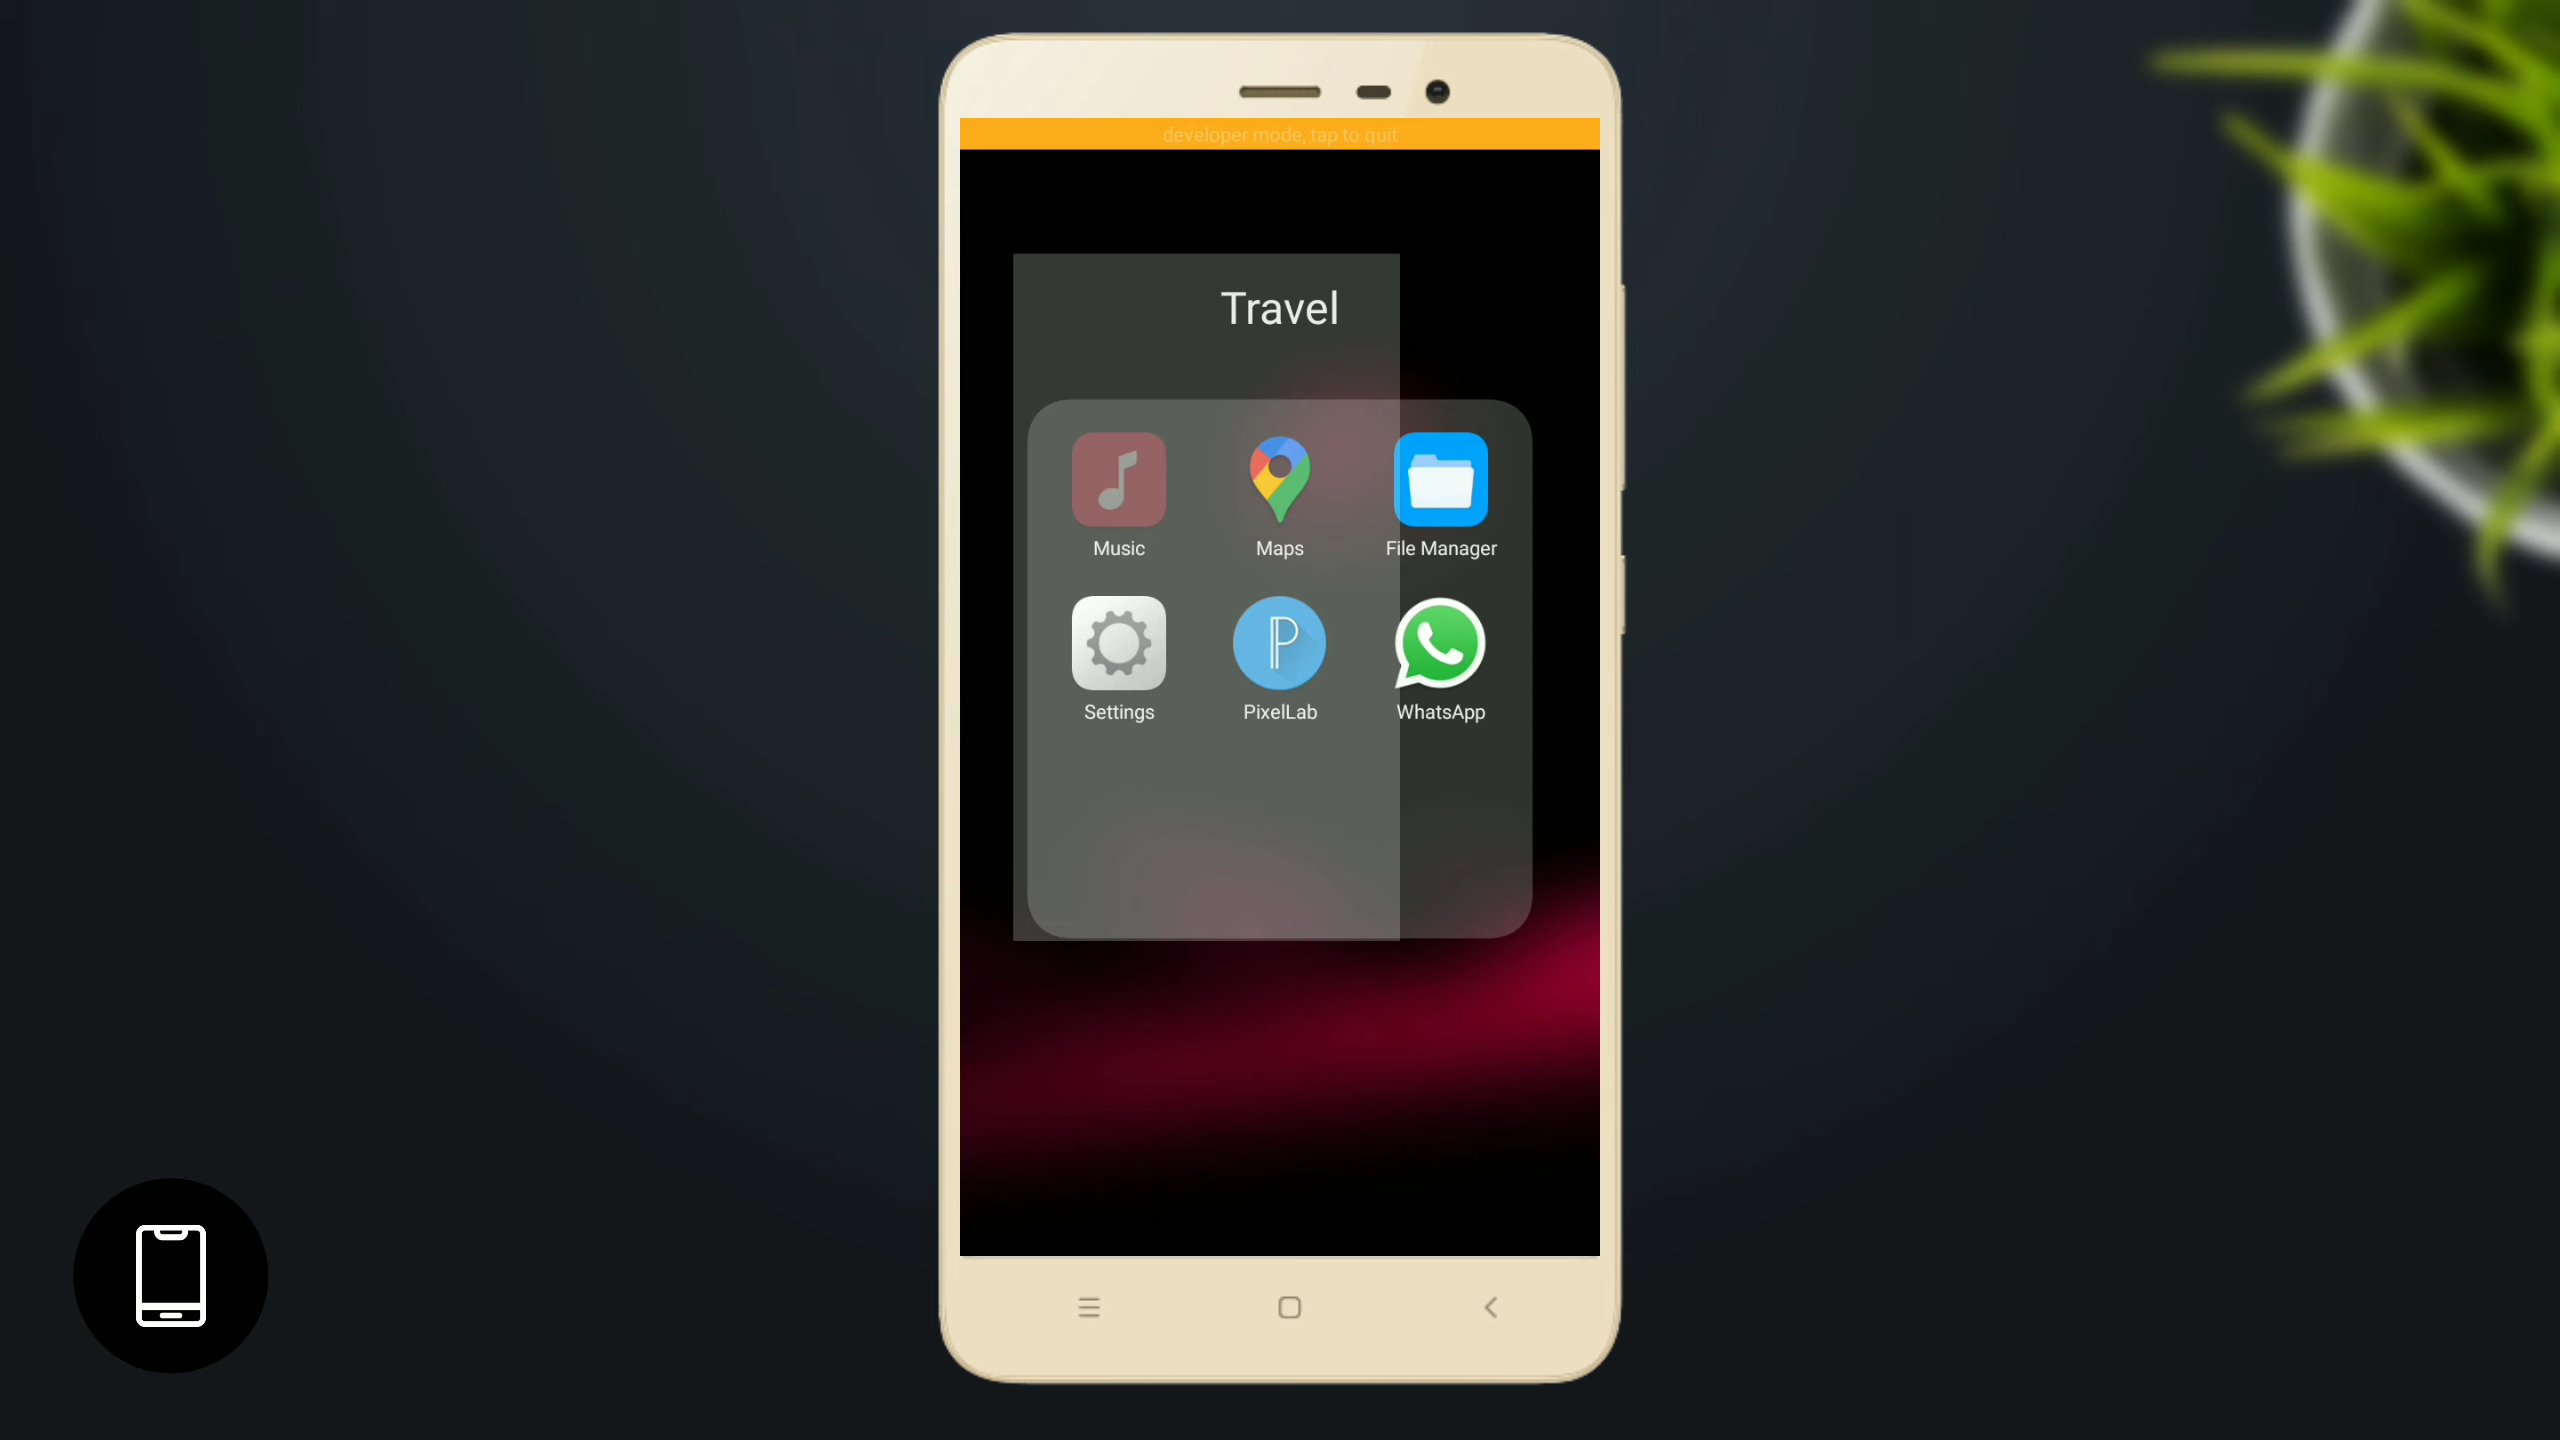 developer mode, tap to quit
Travel
Music Maps File Manager
Settings PixelLab WhatsApp